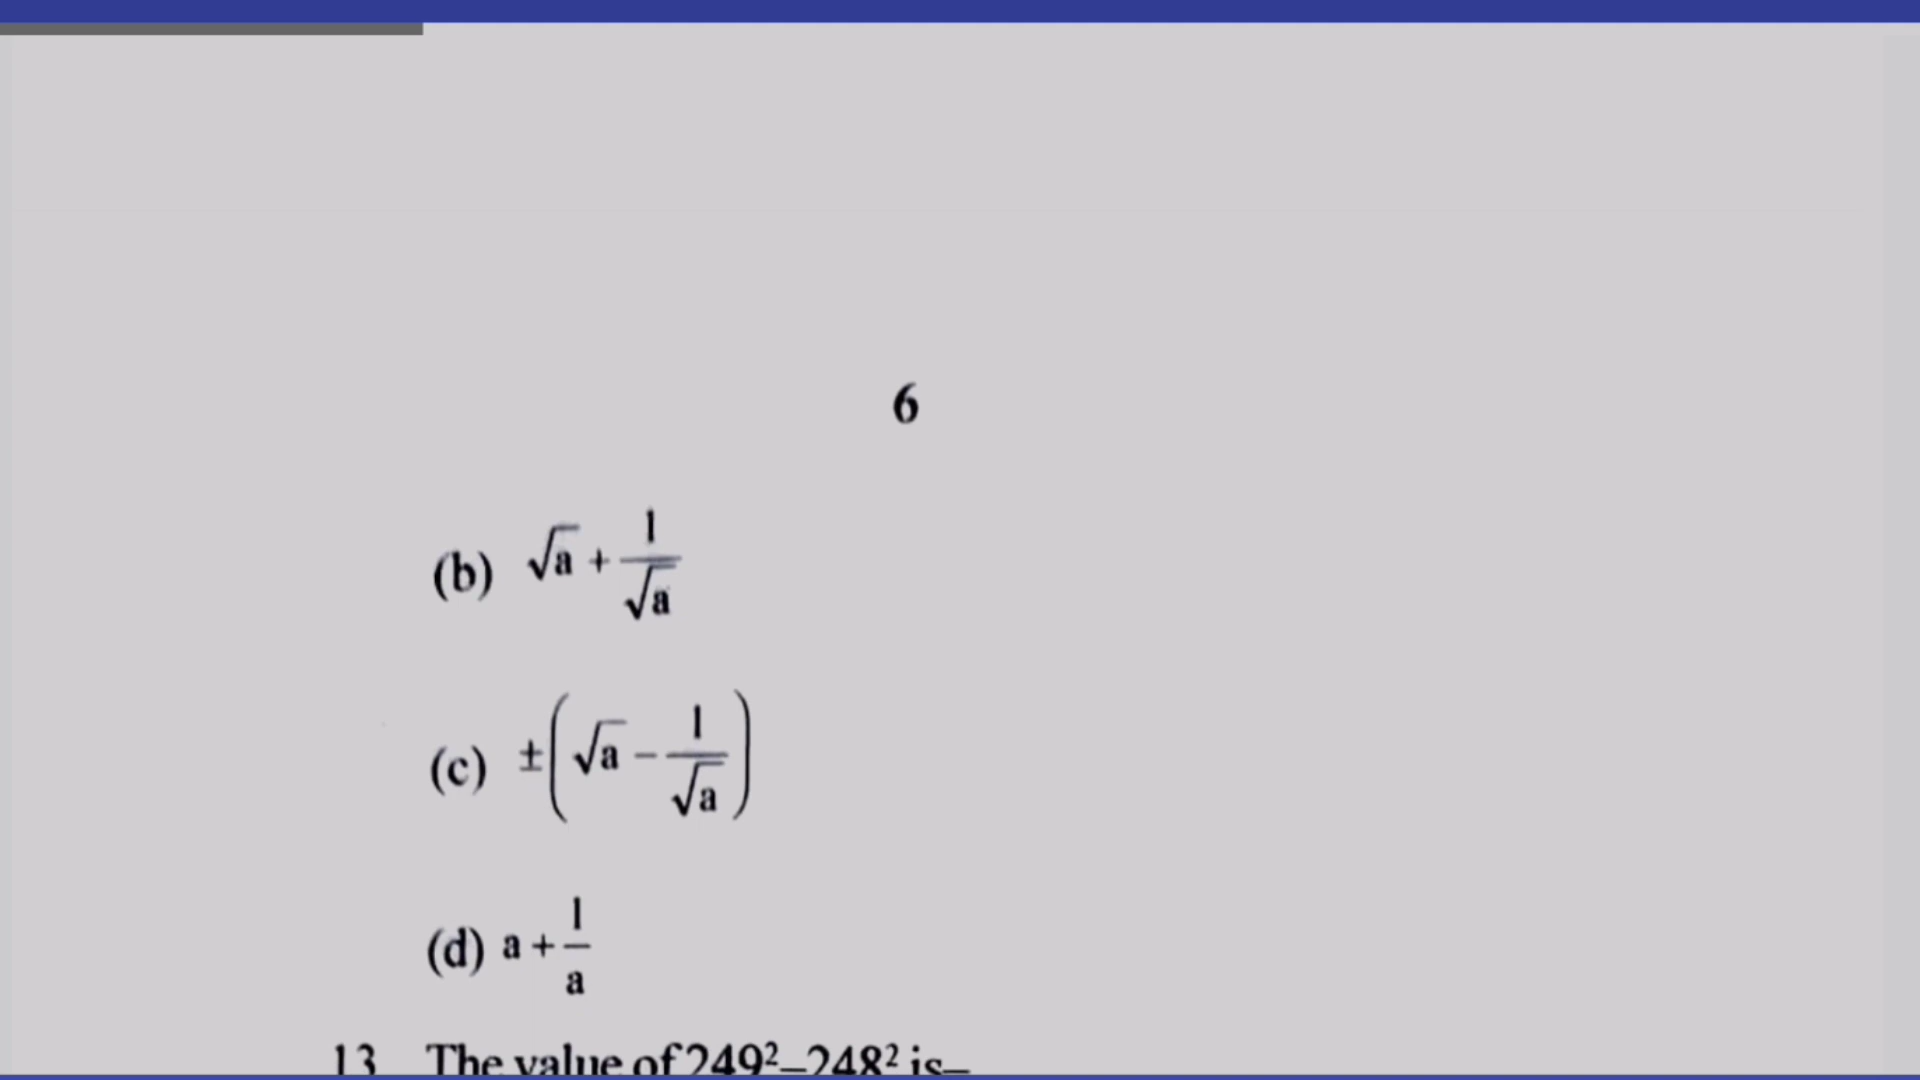 6
(b) √a + 1/√a
(c) ±(√a − 1/√a)
(d) a + 1/a
13 The value of 249²–248² is–